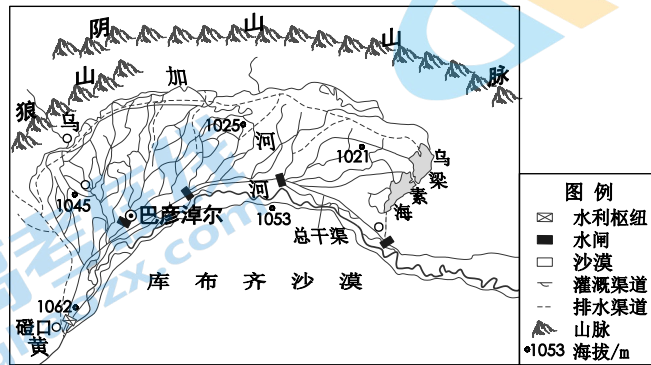 阴
山
山
脉
狼
山
乌
加
河
1025
1021
乌
梁
素
海
1045
巴彦淖尔
河
1053
总干渠
库布齐沙漠
1062
磴口
黄
图例
水利枢纽
水闸
沙漠
灌溉渠道
排水渠道
山脉
1053 海拔/m